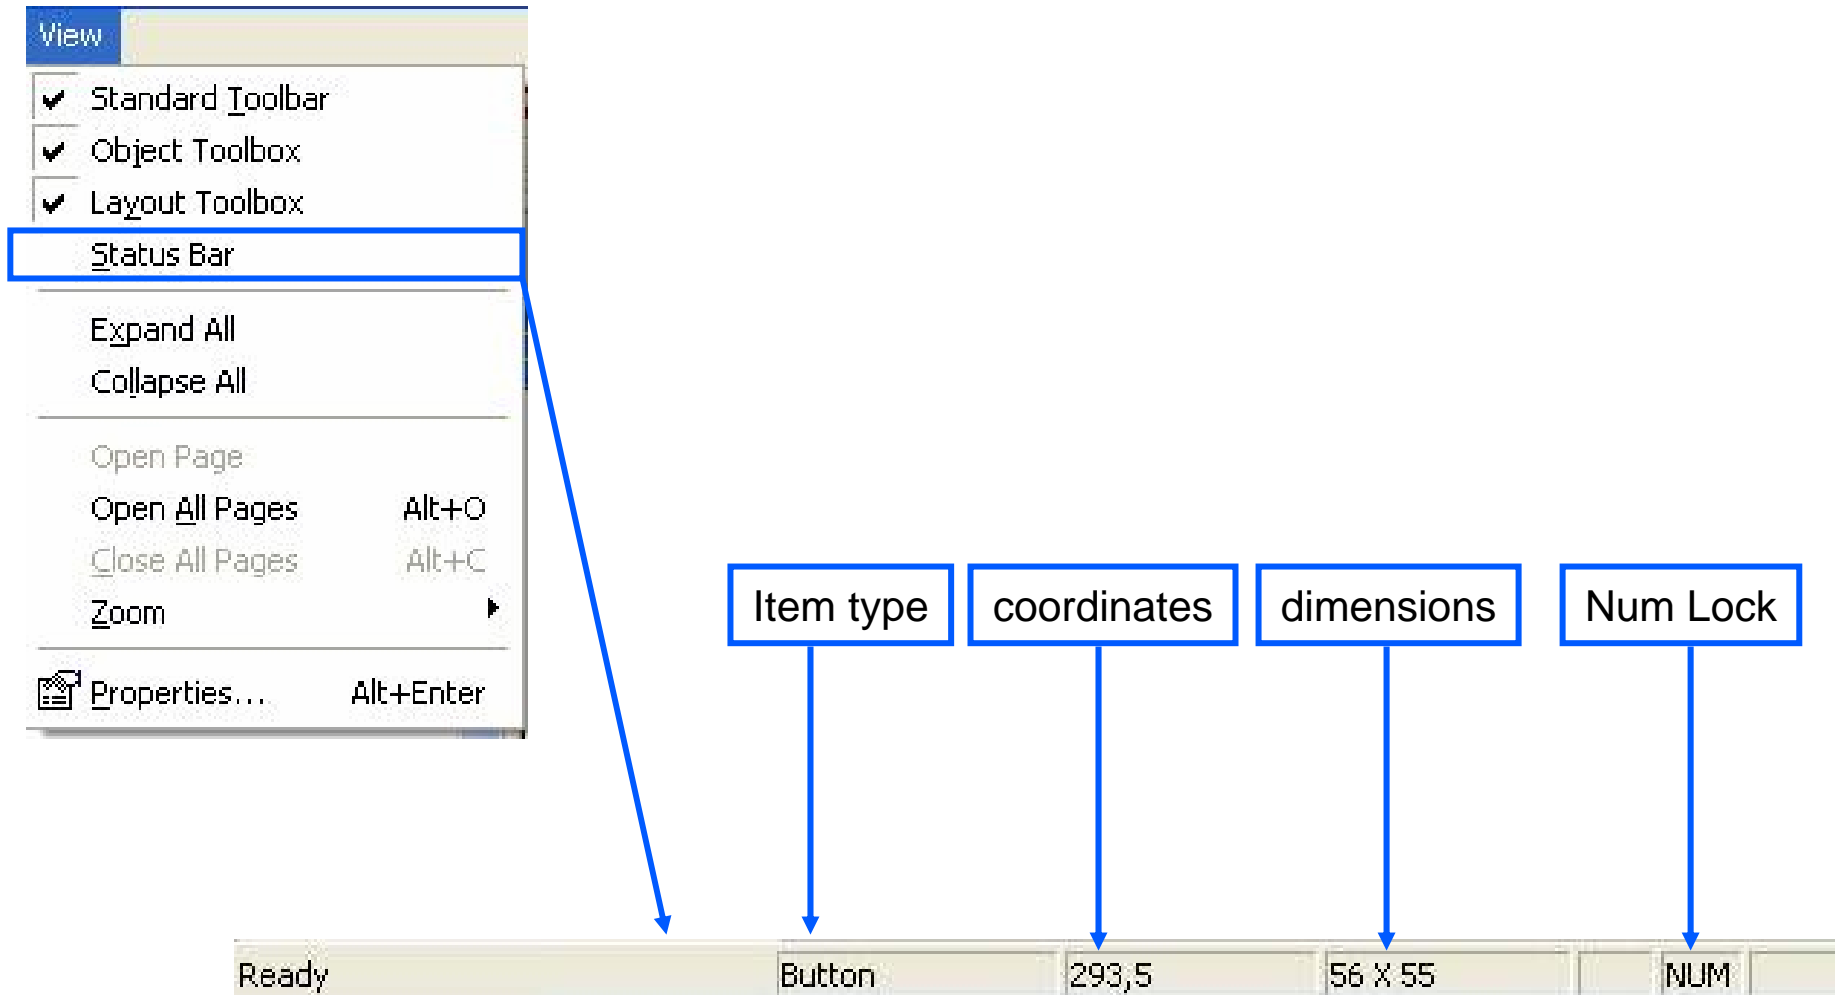 View
Standard Toolbar
Object Toolbox
Layout Toolbox
Status Bar
Expand All
Collapse All
Open Page
Open All Pages Alt+O
Close All Pages Alt+C
Zoom
Properties... Alt+Enter
Item type coordinates dimensions Num Lock
Ready Button 293,5 56 X 55 NUM